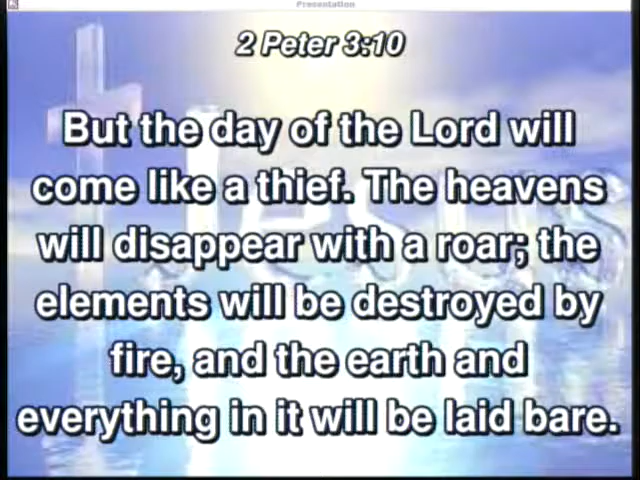 Presentation
2 Peter 3:10
But the day of the Lord will
come like a thief. The heavens
will disappear with a roar; the
elements will be destroyed by
fire, and the earth and
everything in it will be laid bare.
Jesus